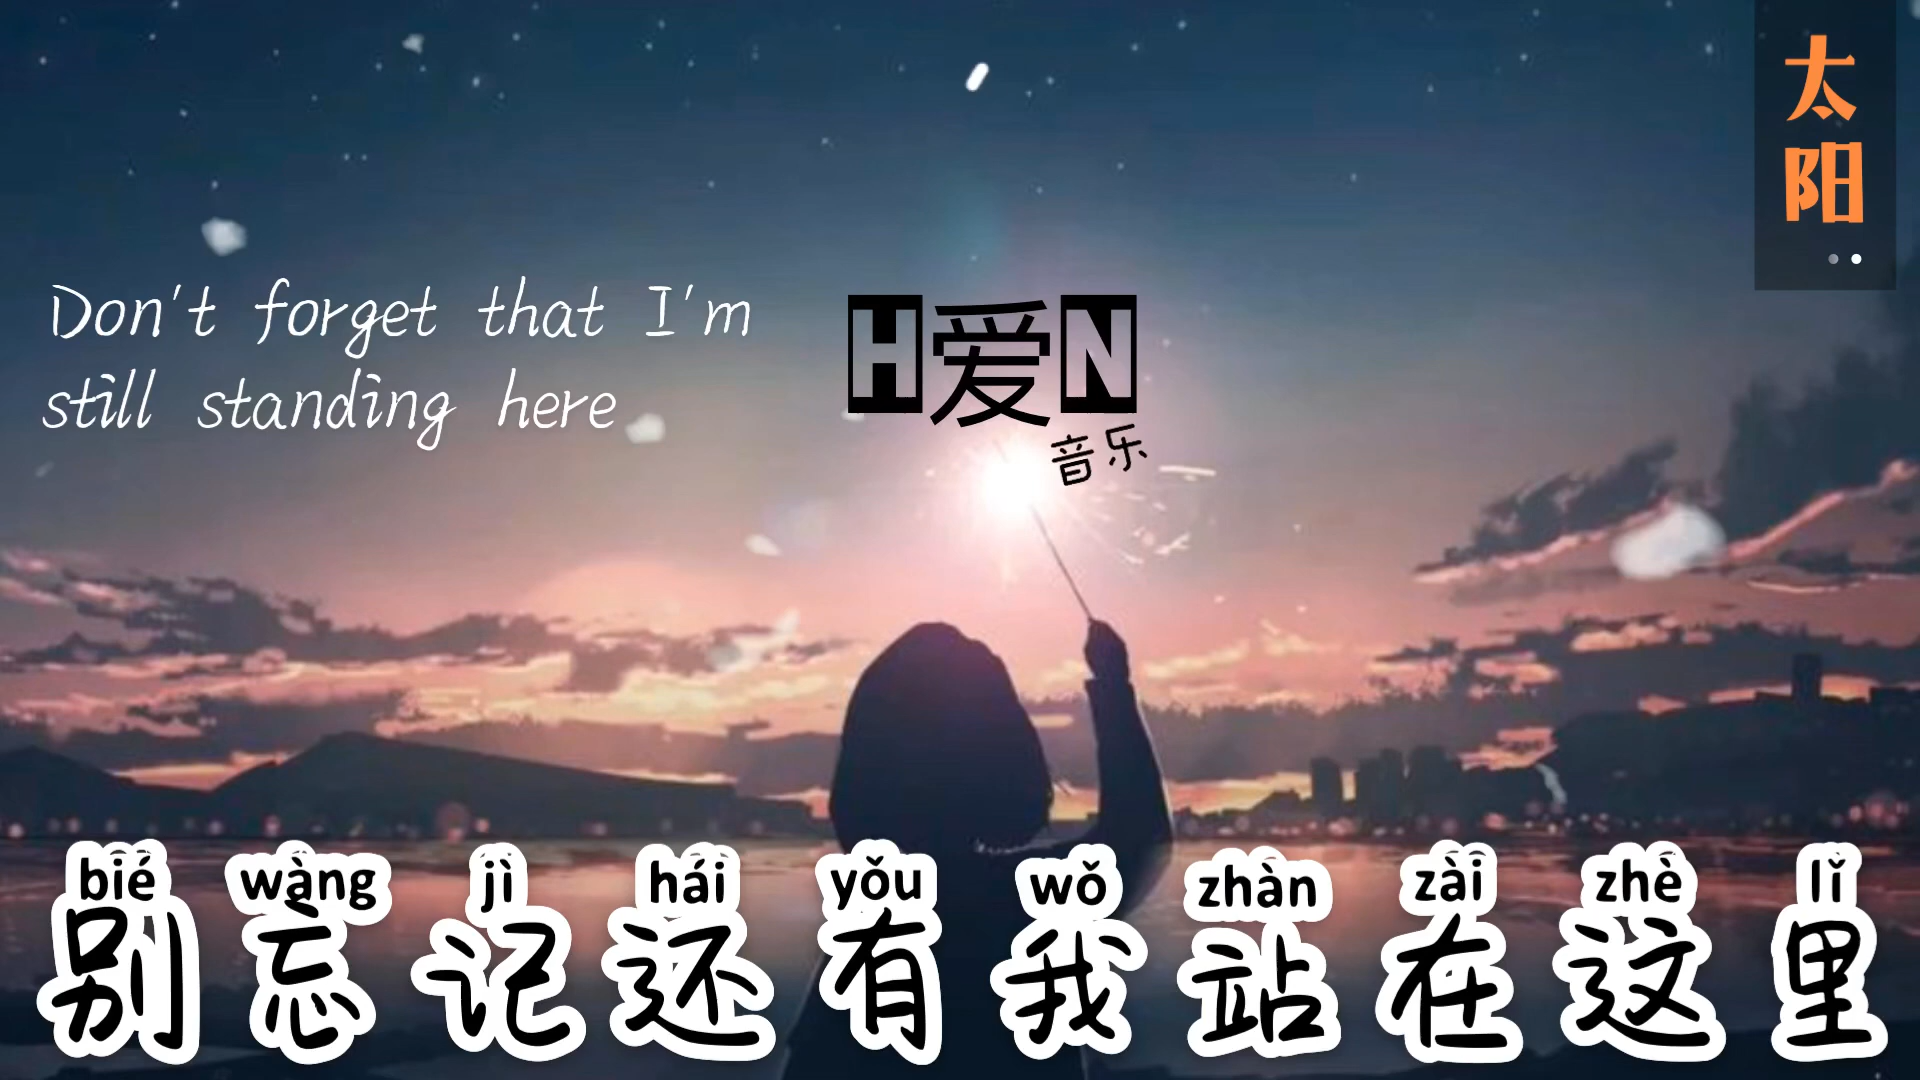 太阳
Don't forget that I'm
still standing here
H爱N
音乐
bié wàng jì hái yǒu wǒ zhàn zài zhè lǐ
别忘记还有我站在这里